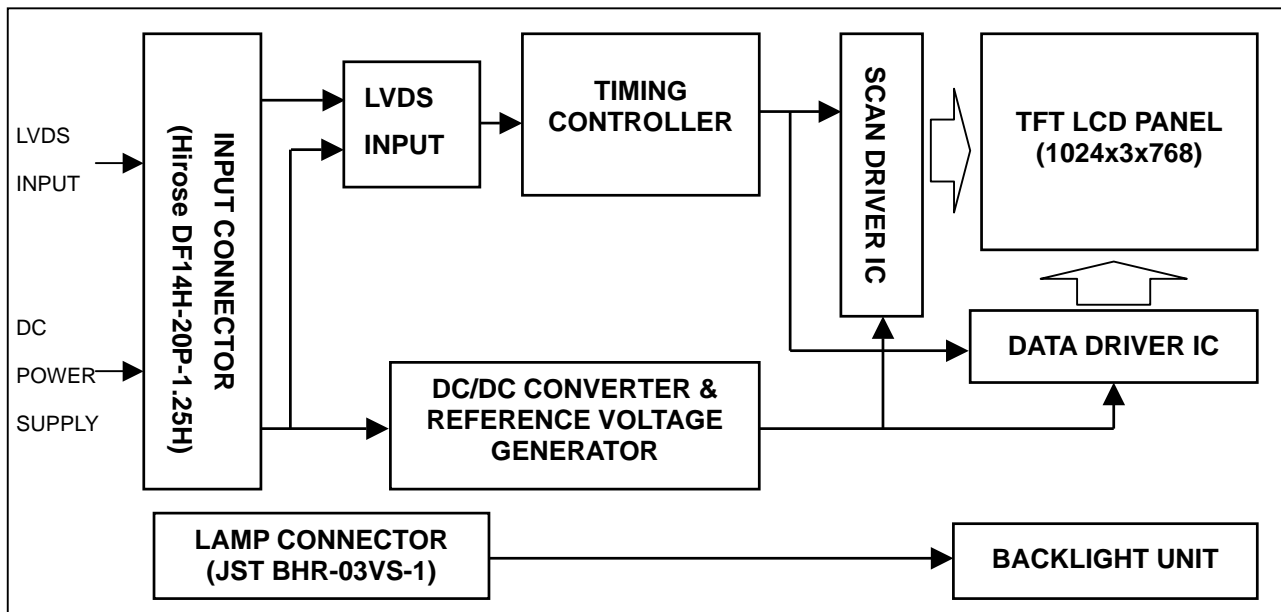 LVDS
INPUT
DC
POWER
SUPPLY
INPUT CONNECTOR
(Hirose DF14H-20P-1.25H)
LVDS
INPUT
TIMING
CONTROLLER
SCAN DRIVER IC
TFT LCD PANEL
(1024x3x768)
DATA DRIVER IC
DC/DC CONVERTER &
REFERENCE VOLTAGE
GENERATOR
LAMP CONNECTOR
(JST BHR-03VS-1)
BACKLIGHT UNIT